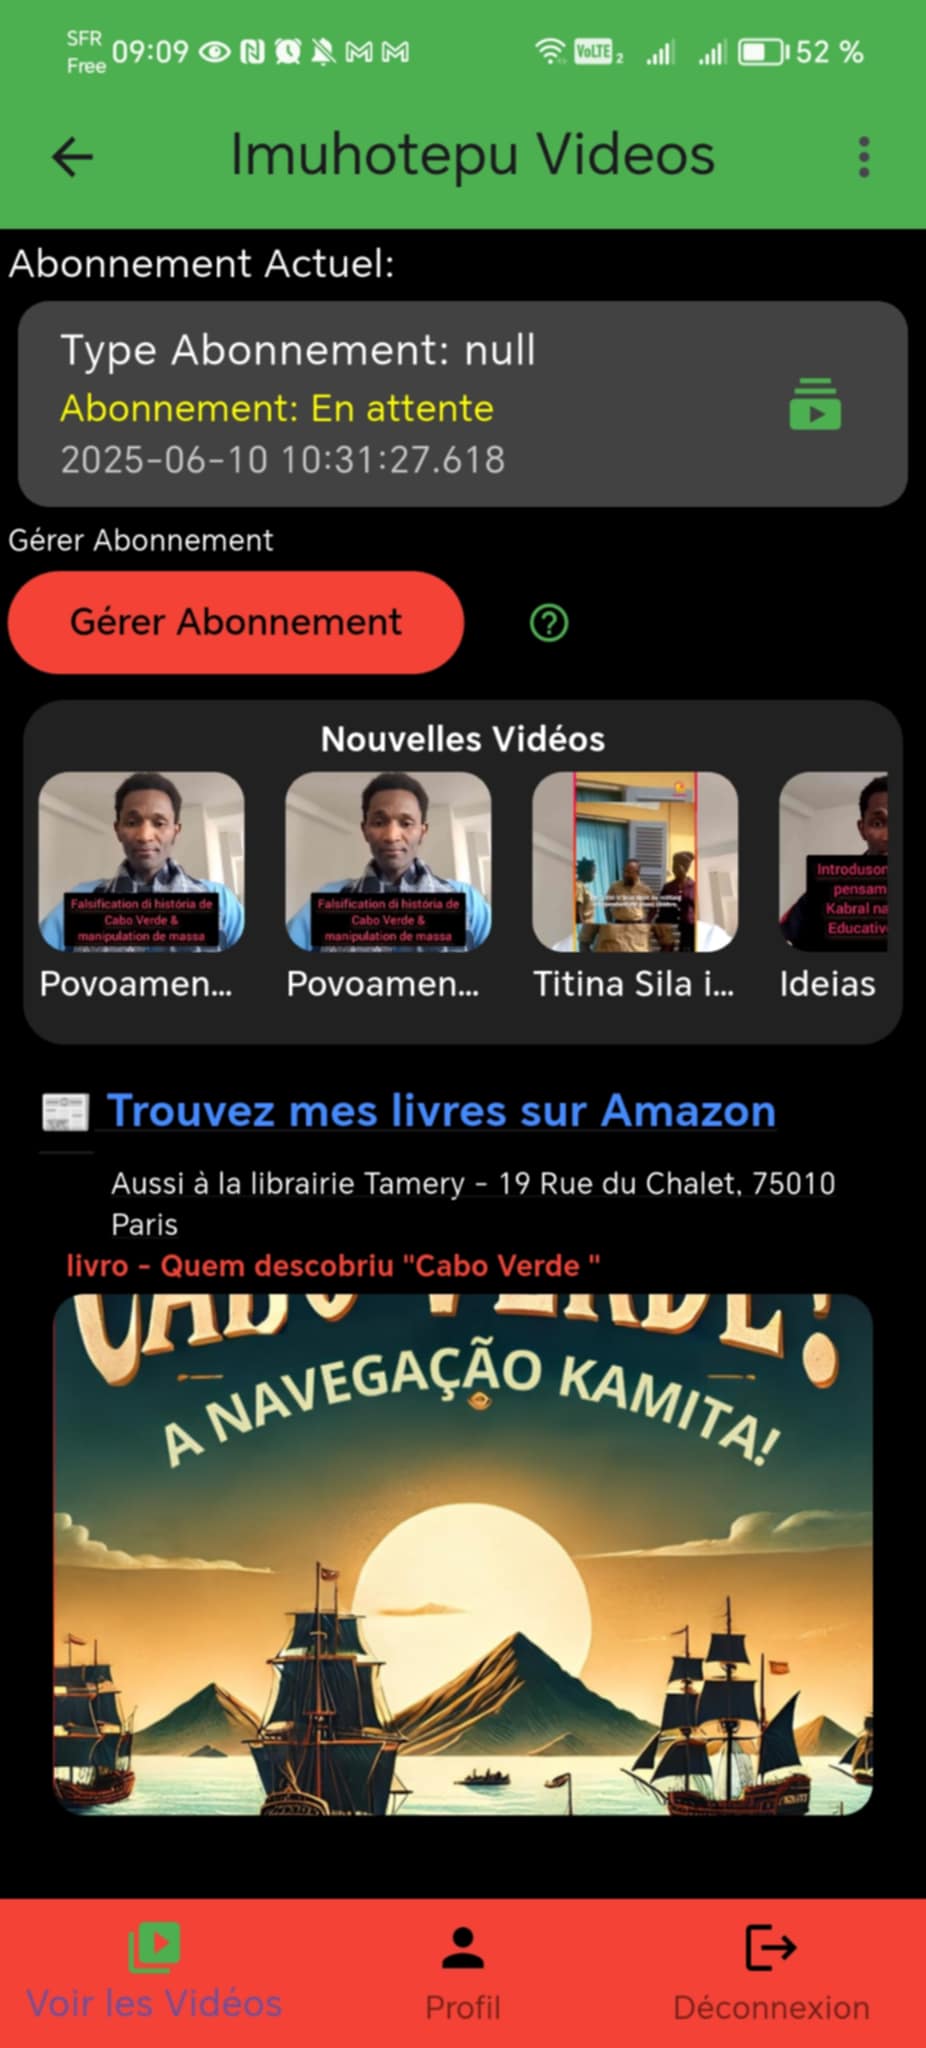 SFR
Free
09:09
VoLTE 2
52 %
Imuhotepu Videos
Abonnement Actuel:
Type Abonnement: null
Abonnement: En attente
2025-06-10 10:31:27.618
Gérer Abonnement
Gérer Abonnement
?
Nouvelles Vidéos
Falsification di história de
Cabo Verde &
manipulation de massa
Povoamen...
Falsification di história de
Cabo Verde &
manipulation de massa
Povoamen...
Titina Sila i...
Introduson
pensam
Kabral na
Educativ
Ideias
Trouvez mes livres sur Amazon
Aussi à la librairie Tamery - 19 Rue du Chalet, 75010
Paris
livro - Quem descobriu "Cabo Verde "
CABO VERDE!
A NAVEGAÇÃO KAMITA!
Voir les Vidéos
Profil
Déconnexion